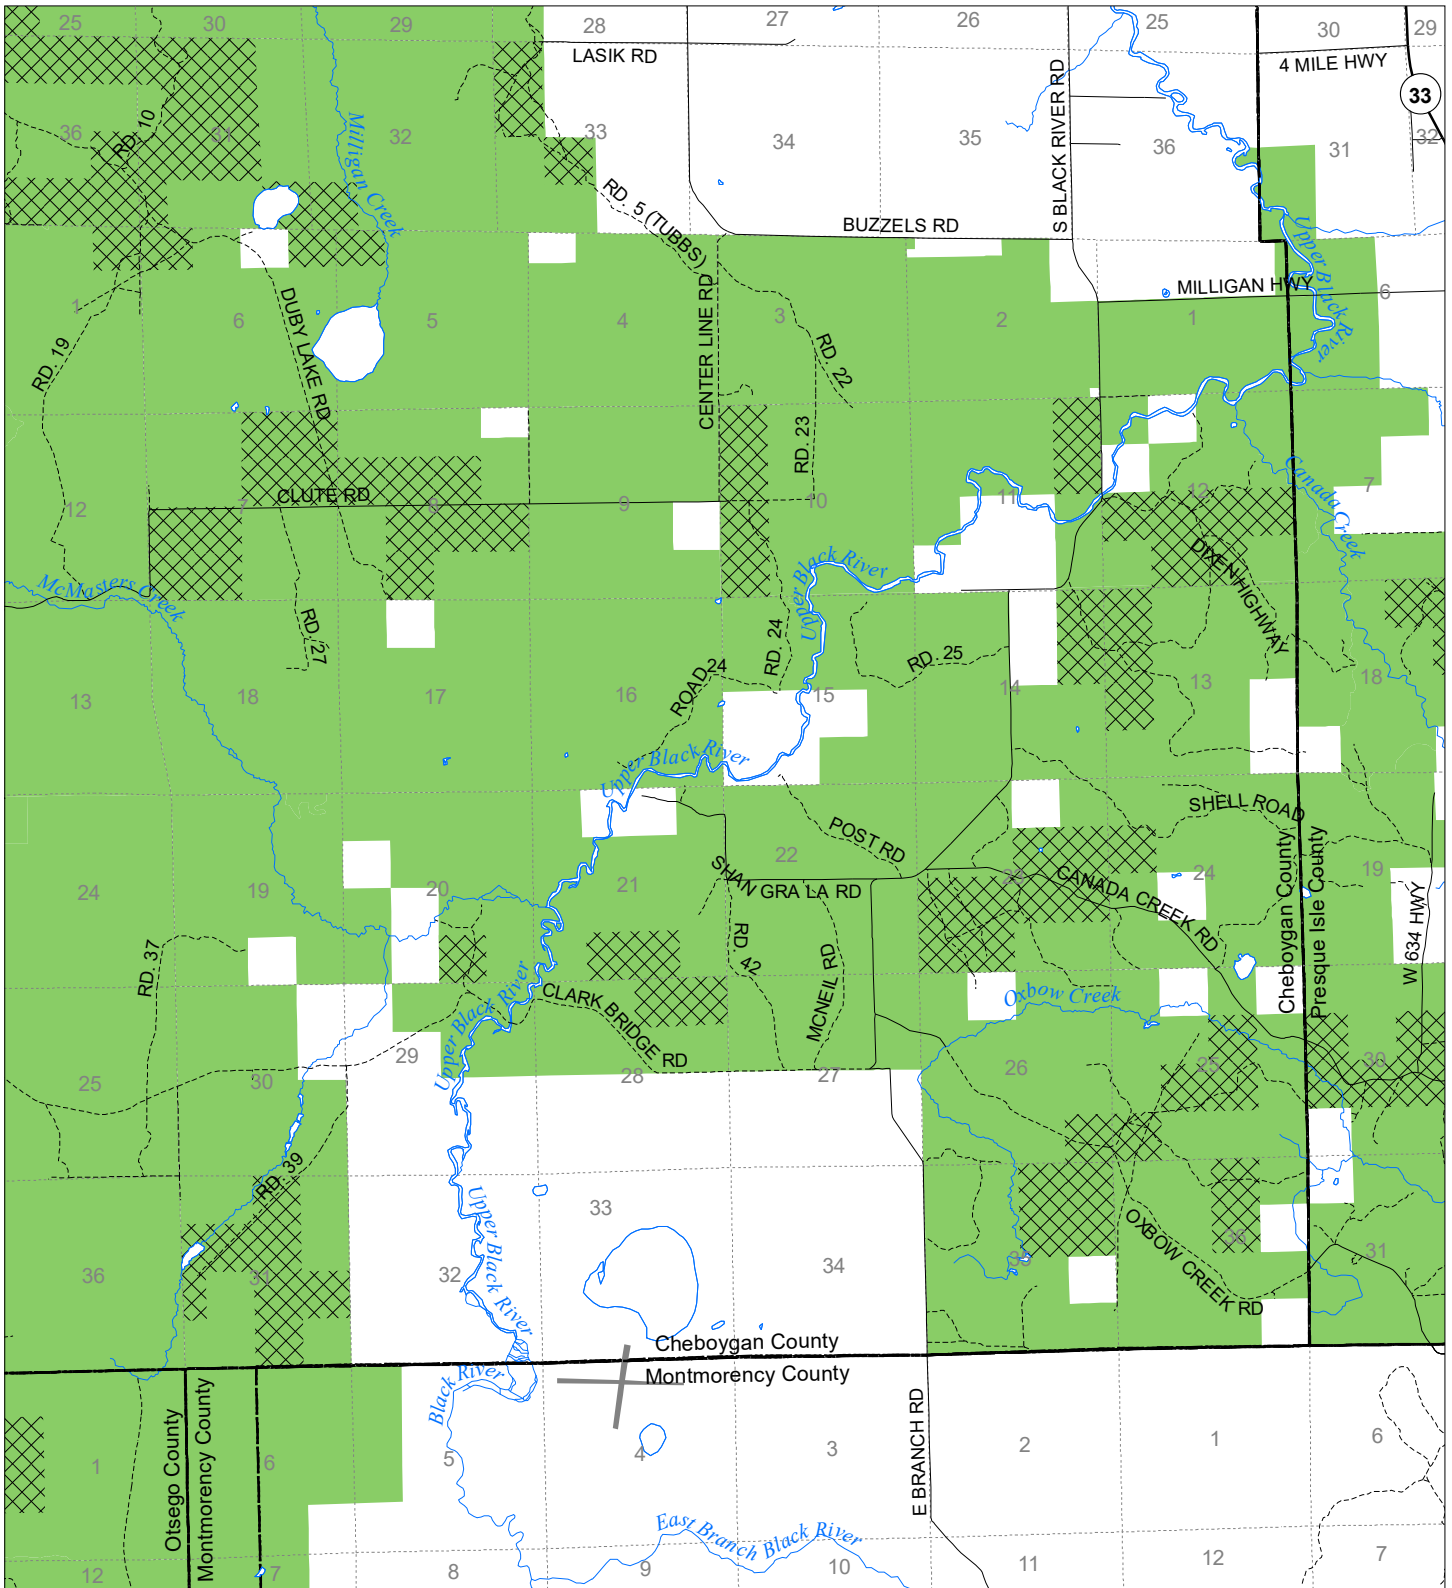 25
30
29
28
27
26
25
30
29
LASIK RD
4 MILE HWY
33
36
RD. 10
31
32
Milligan Creek
33
34
35
S BLACK RIVER RD
36
31
32
RD. 5 (TUBBS)
BUZZELS RD
Upper Black River
MILLIGAN HWY
1
6
DUBY LAKE RD
5
4
CENTER LINE RD
3
2
1
6
RD. 19
RD. 22
RD. 23
12
7
CLUTE RD
8
9
10
11
12
7
Canada Creek
DIXEN HIGHWAY
McMasters Creek
RD. 27
Upper Black River
RD. 24
ROAD 24
RD. 25
13
18
17
16
15
14
13
18
Upper Black River
SHELL ROAD
POST RD
22
SHAN GRA LA RD
24
19
20
21
23
CANADA CREEK RD
24
19
Cheboygan County
Presque Isle County
W 634 HWY
RD. 37
RD. 42
MCNEIL RD
Upper Black River
CLARK BRIDGE RD
Oxbow Creek
25
30
29
28
27
26
25
30
RD. 39
36
31
32
Upper Black River
33
34
35
OXBOW CREEK RD
36
31
Cheboygan County
Montmorency County
Black River
Otsego County
Montmorency County
E BRANCH RD
1
6
5
4
3
2
1
6
East Branch Black River
12
7
8
9
10
11
12
7